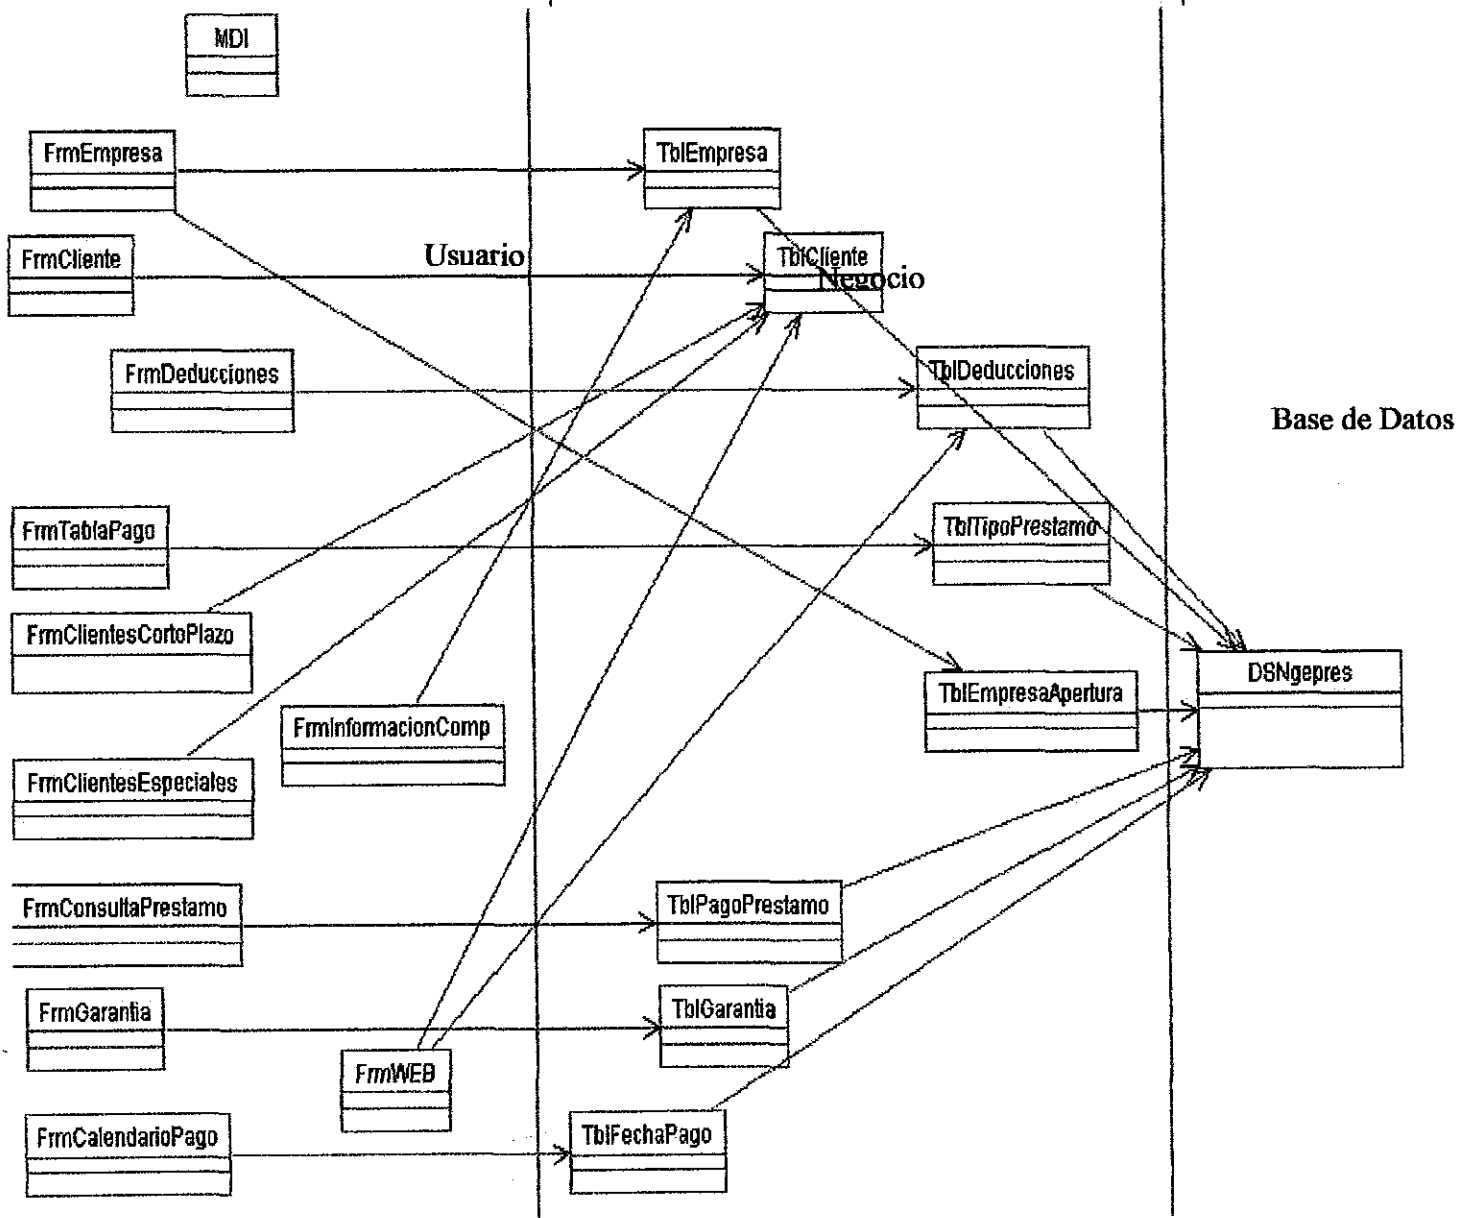 MDI
FrmEmpresa
TblEmpresa
FrmCliente
Usuario
TblCliente
Negocio
FrmDeducciones
TblDeducciones
Base de Datos
FrmTablaPago
TblTipoPrestamo
FrmClientesCortoPlazo
FrmInformacionComp
TblEmpresaApertura
DSNgepres
FrmClientesEspeciales
FrmConsultaPrestamo
TblPagoPrestamo
FrmGarantia
TblGarantia
FrmWEB
FrmCalendarioPago
TblFechaPago